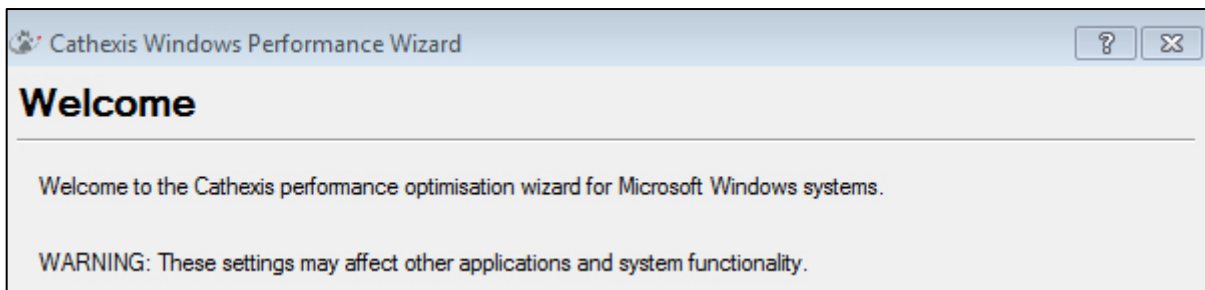 Cathexis Windows Performance Wizard
Welcome
Welcome to the Cathexis performance optimisation wizard for Microsoft Windows systems.
WARNING: These settings may affect other applications and system functionality.